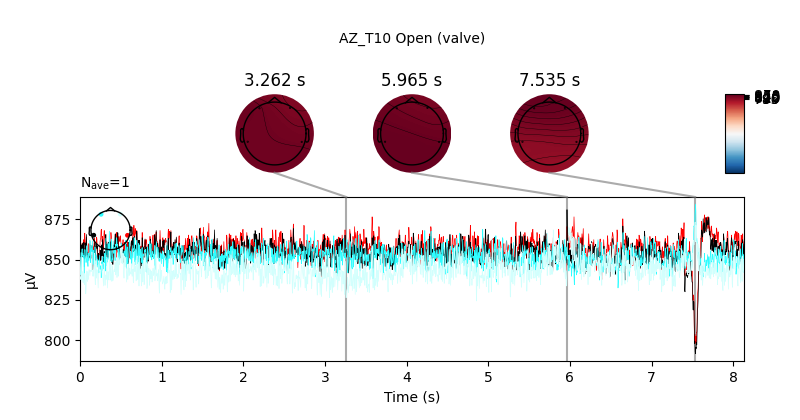 AZ_T10 Open (valve)
3.262 s 5.965 s 7.535 s
Nave=1
875
850
825
800
µV
0 1 2 3 4 5 6 7 8
Time (s)